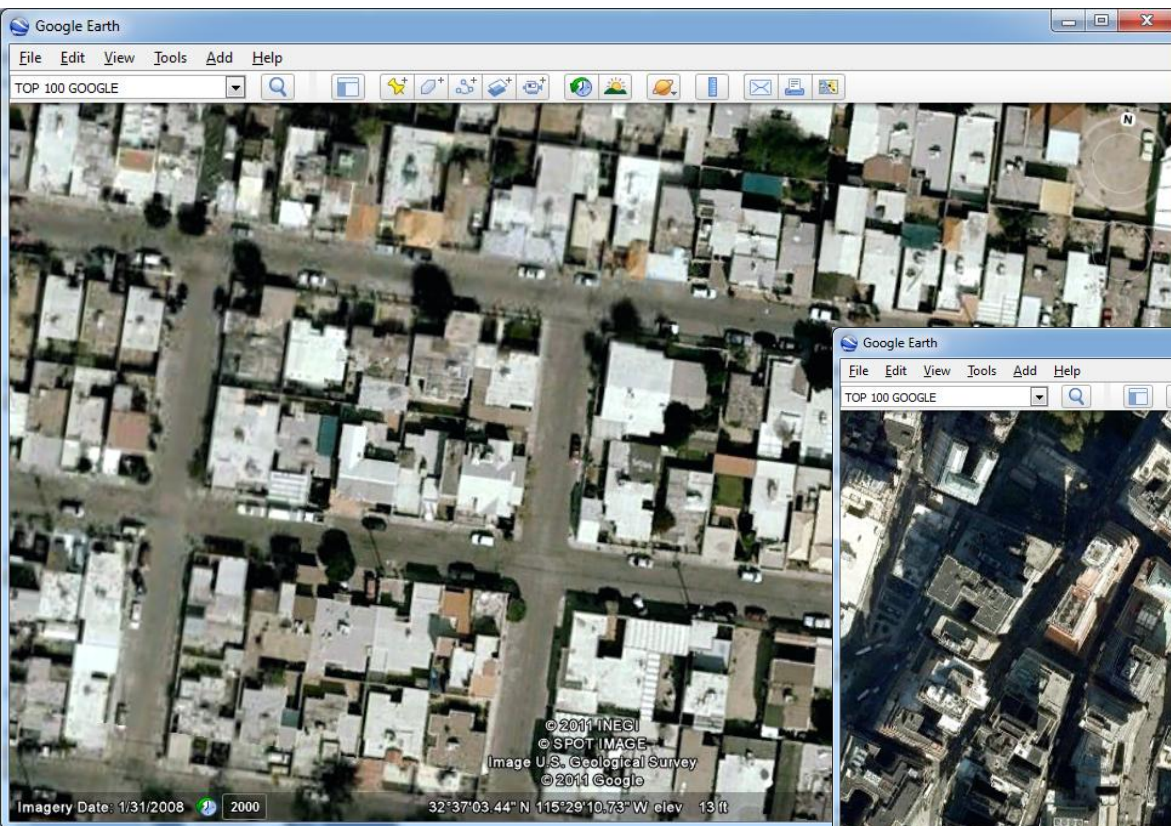 Google Earth
File Edit View Tools Add Help
TOP 100 GOOGLE
N
Google Earth
File Edit View Tools Add Help
TOP 100 GOOGLE
© 2011 INEGI
© SPOT IMAGE
Image U.S. Geological Survey
© 2011 Google
Imagery Date: 1/31/2008 2000 32°37'03.44" N 115°29'10.73" W elev 13 ft